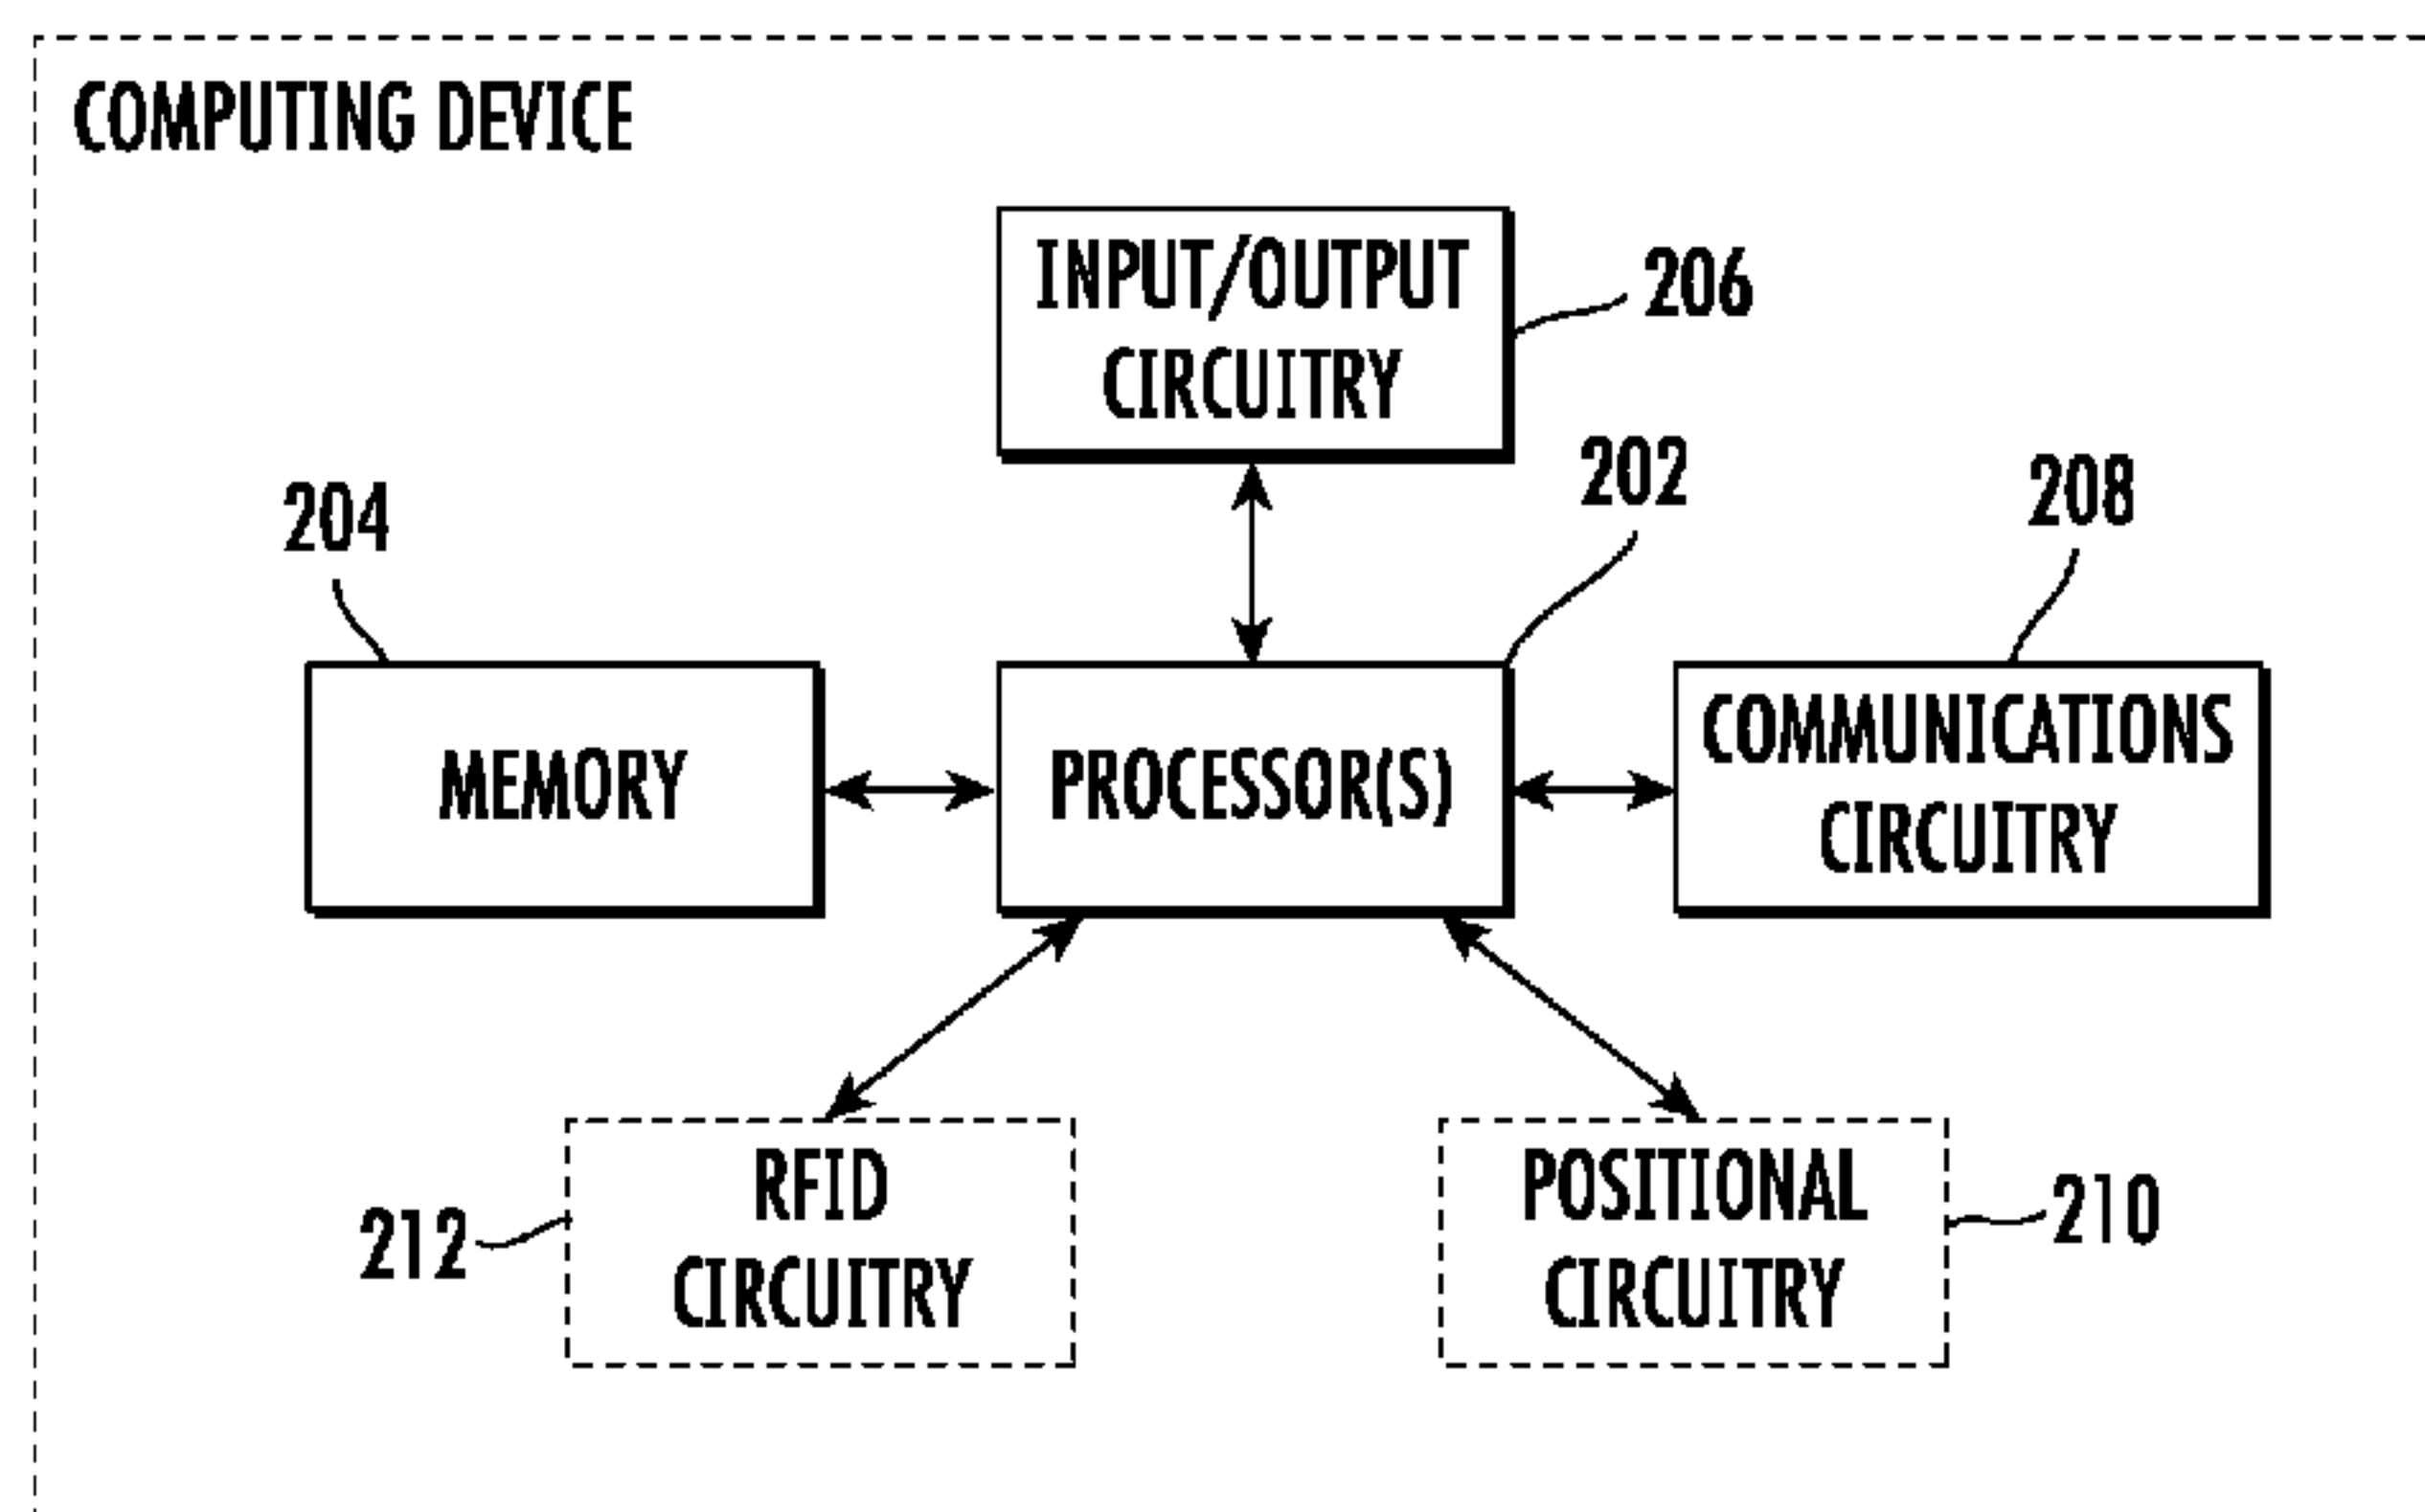 COMPUTING DEVICE
INPUT/OUTPUT
CIRCUITRY
206
202
208
204
MEMORY
PROCESSOR(S)
COMMUNICATIONS
CIRCUITRY
RFID
CIRCUITRY
212
POSITIONAL
CIRCUITRY
210